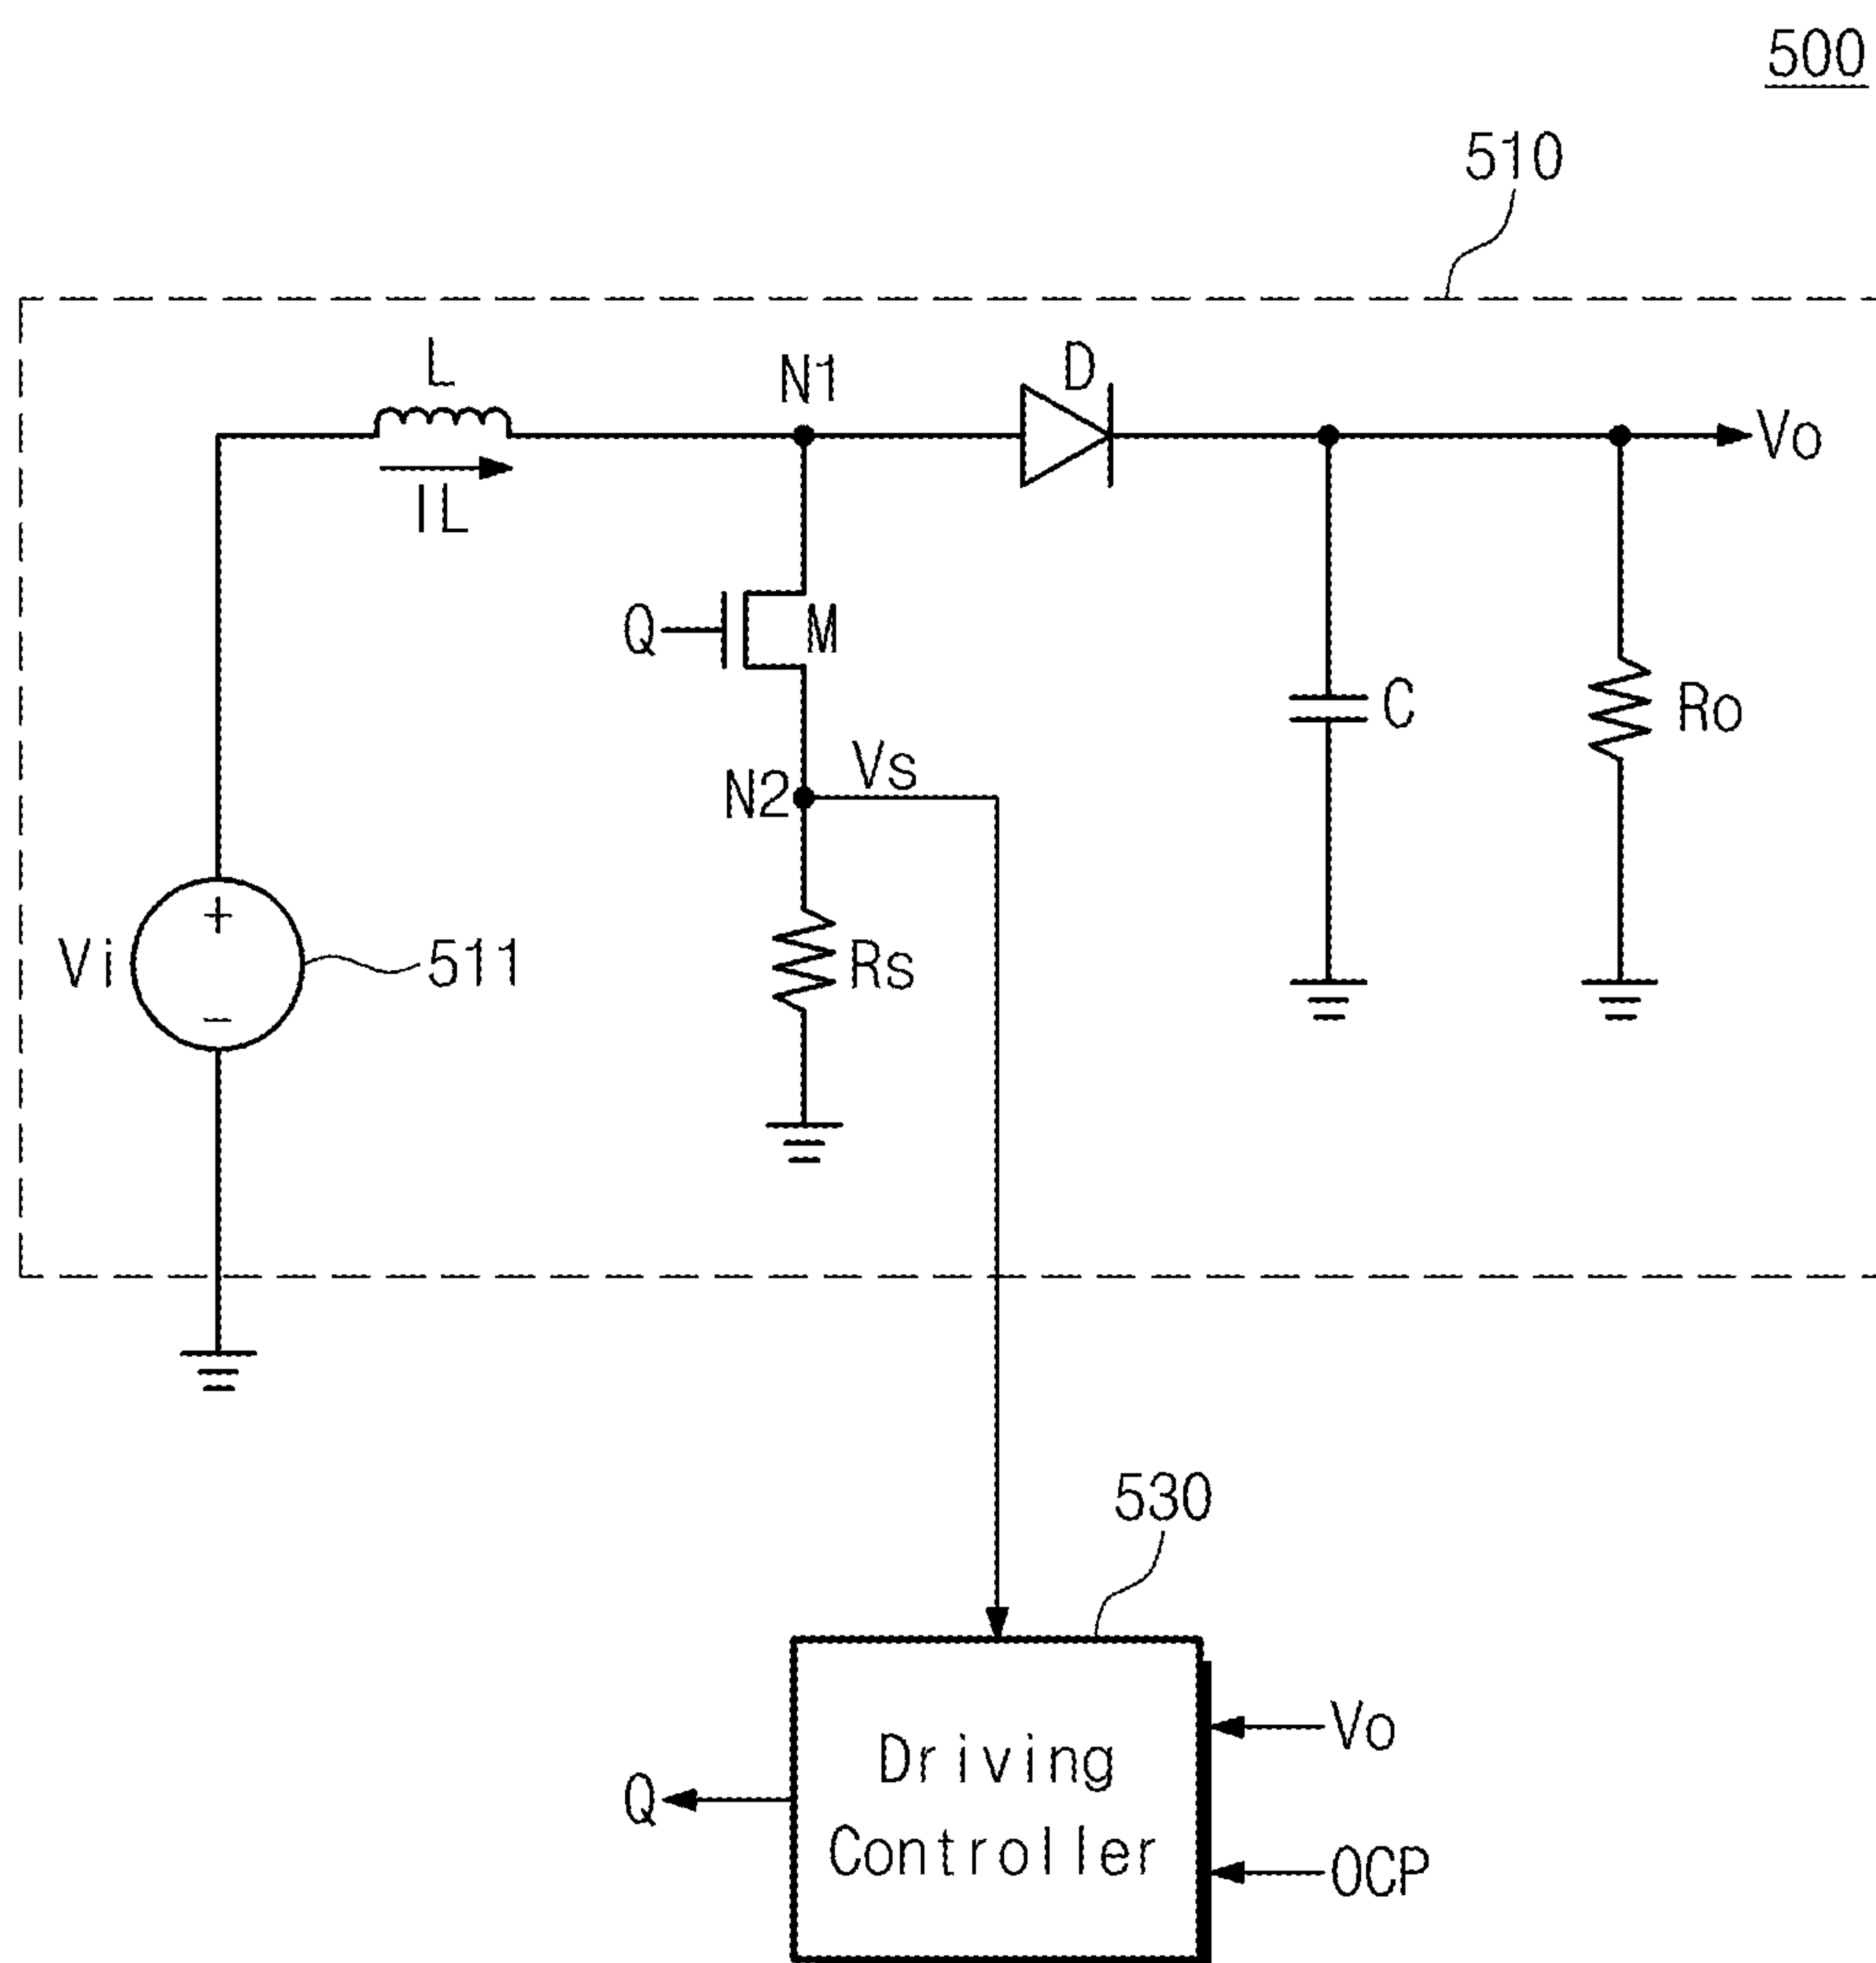 500
510
L
N1
D
Vo
IL
Q
M
C
Ro
Vs
N2
+
Vi
511
Rs
−
530
Driving
Controller
Vo
Q
OCP